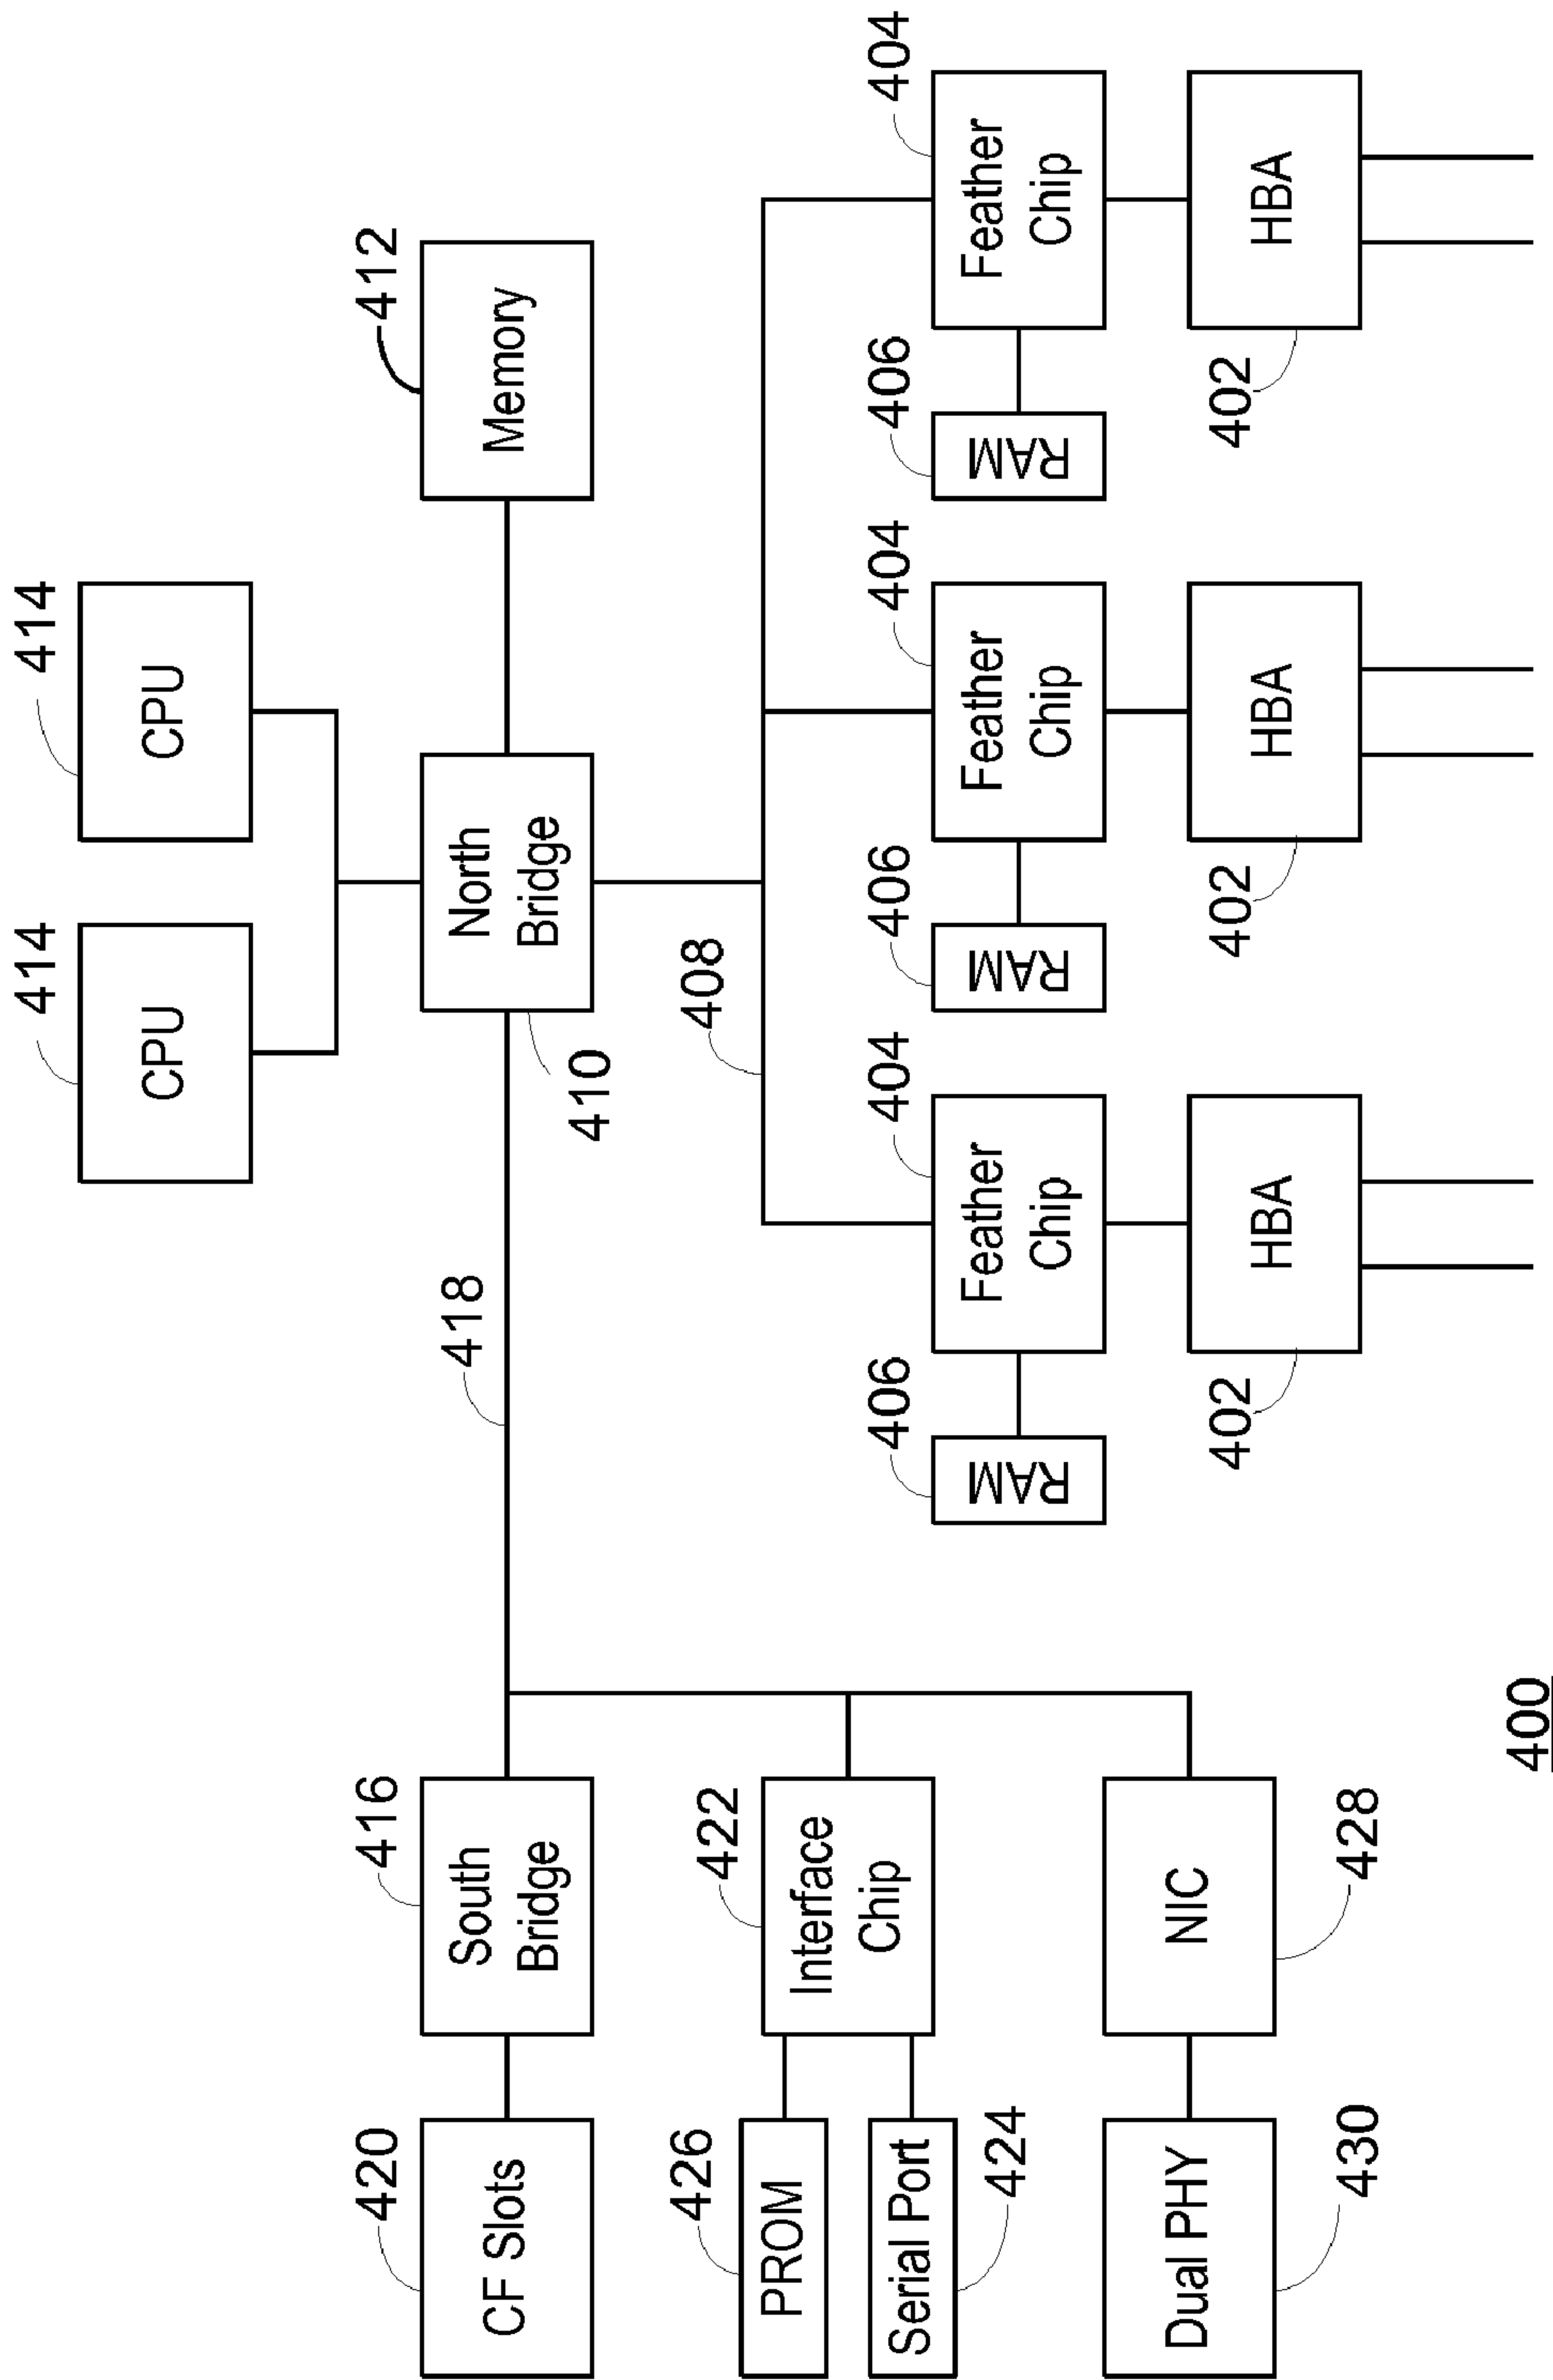 414
414
CPU
CPU
420
416
412
CF Slots
South
Bridge
418
North
Bridge
Memory
410
426
422
408
PROM
Interface
Chip
Serial Port
424
406
404
406
404
406
404
RAM
Feather
Chip
RAM
Feather
Chip
RAM
Feather
Chip
Dual PHY
NIC
HBA
HBA
HBA
430
428
402
402
402
400